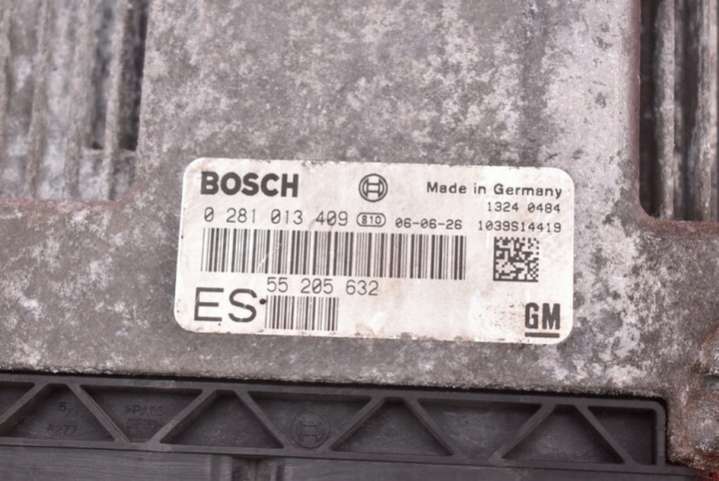 BOSCH
Made in Germany
1324 0484
0 281 013 409 810 06-06-26 1039S14419
55 205 632
ES
GM